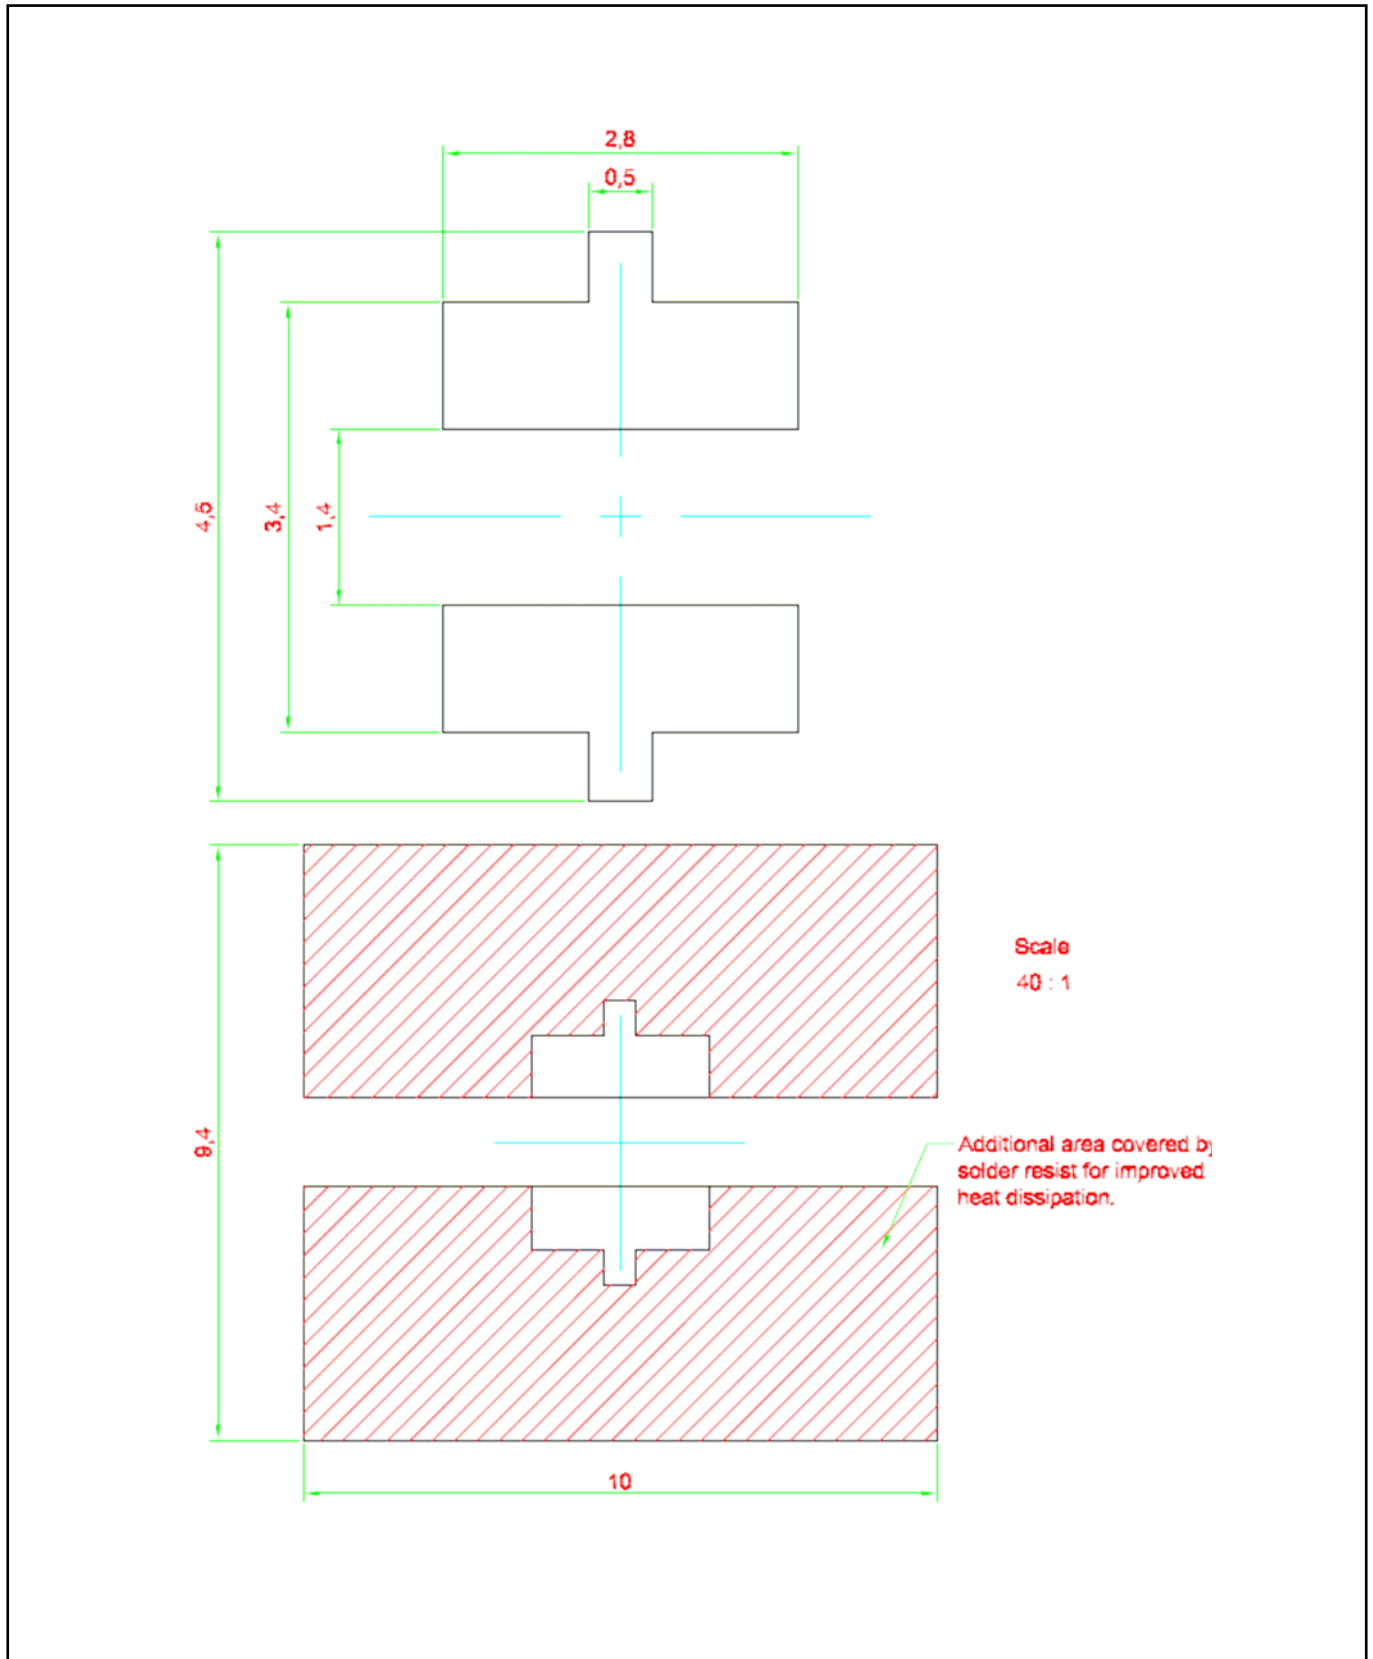 2,8
0,5
4,5
3,4
1,4
Scale
40 : 1
9,4
Additional area covered by
solder resist for improved
heat dissipation.
10